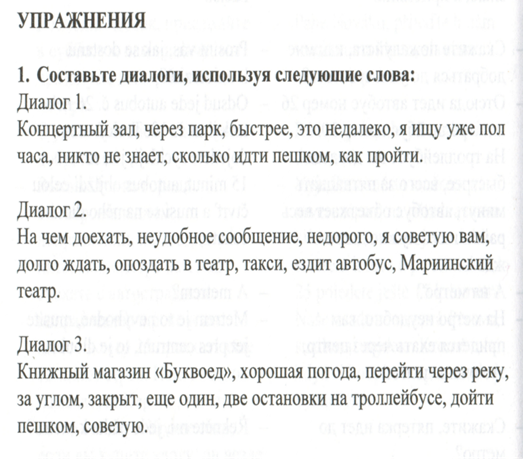 УПРАЖНЕНИЯ
1. Составьте диалоги, используя следующие слова:
Диалог 1.
Концертный зал, через парк, быстрее, это недалеко, я ищу уже пол
часа, никто не знает, сколько идти пешком, как пройти.
Диалог 2.
На чем доехать, неудобное сообщение, недорого, я советую вам,
долго ждать, опоздать в театр, такси, ездит автобус, Мариинский
театр.
Диалог 3.
Книжный магазин «Буквоед», хорошая погода, перейти через реку,
за углом, закрыт, еще один, две остановки на троллейбусе, дойти
пешком, советую.